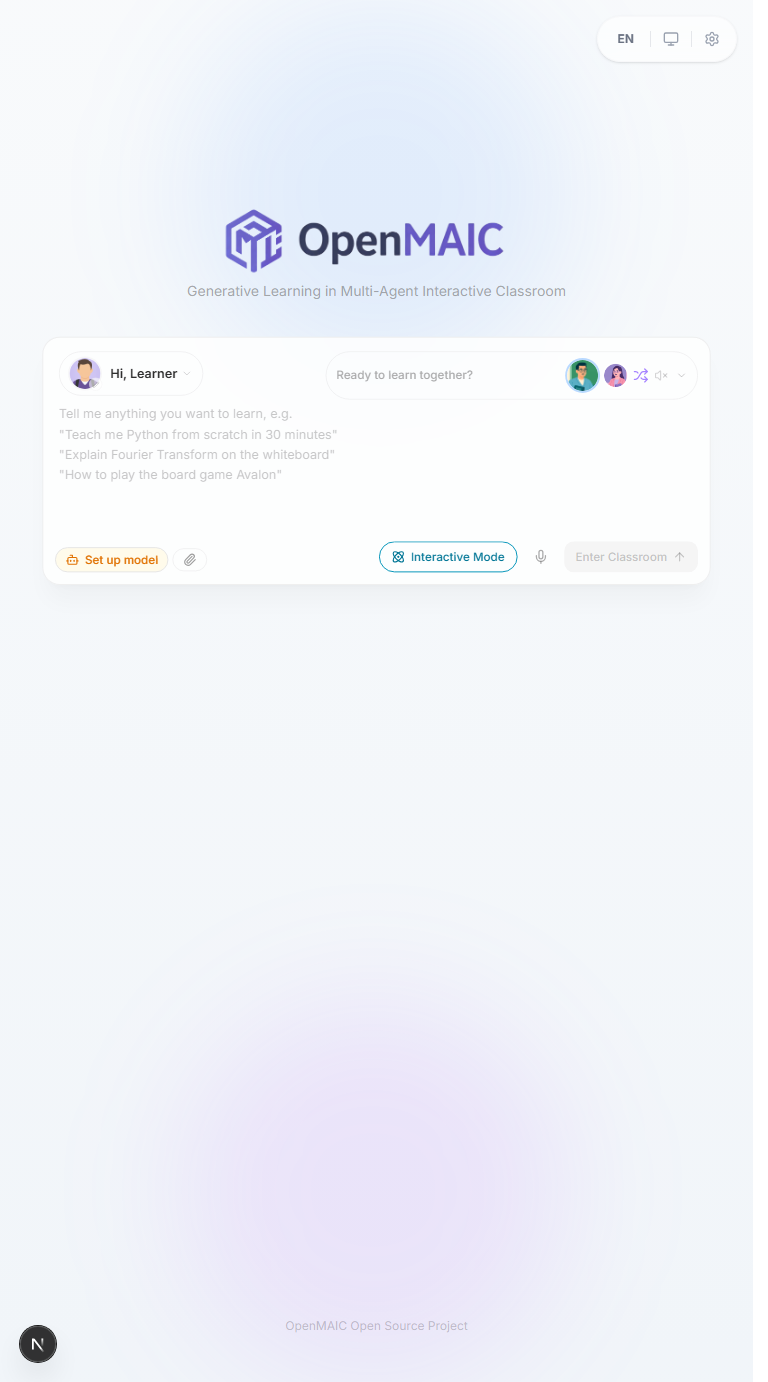 EN
OpenMAIC
Generative Learning in Multi-Agent Interactive Classroom
Hi, Learner
Ready to learn together?
Tell me anything you want to learn, e.g.
"Teach me Python from scratch in 30 minutes"
"Explain Fourier Transform on the whiteboard"
"How to play the board game Avalon"
Set up model
Interactive Mode
Enter Classroom
OpenMAIC Open Source Project
N